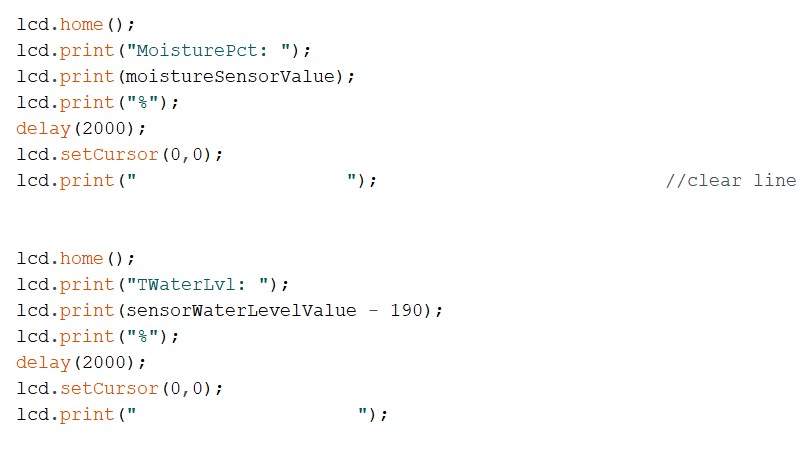 lcd.home();
lcd.print("MoisturePct: ");
lcd.print(moistureSensorValue);
lcd.print("%");
delay(2000);
lcd.setCursor(0,0);
lcd.print("                   ");                          //clear line
lcd.home();
lcd.print("TWaterLvl: ");
lcd.print(sensorWaterLevelValue - 190);
lcd.print("%");
delay(2000);
lcd.setCursor(0,0);
lcd.print("                    ");